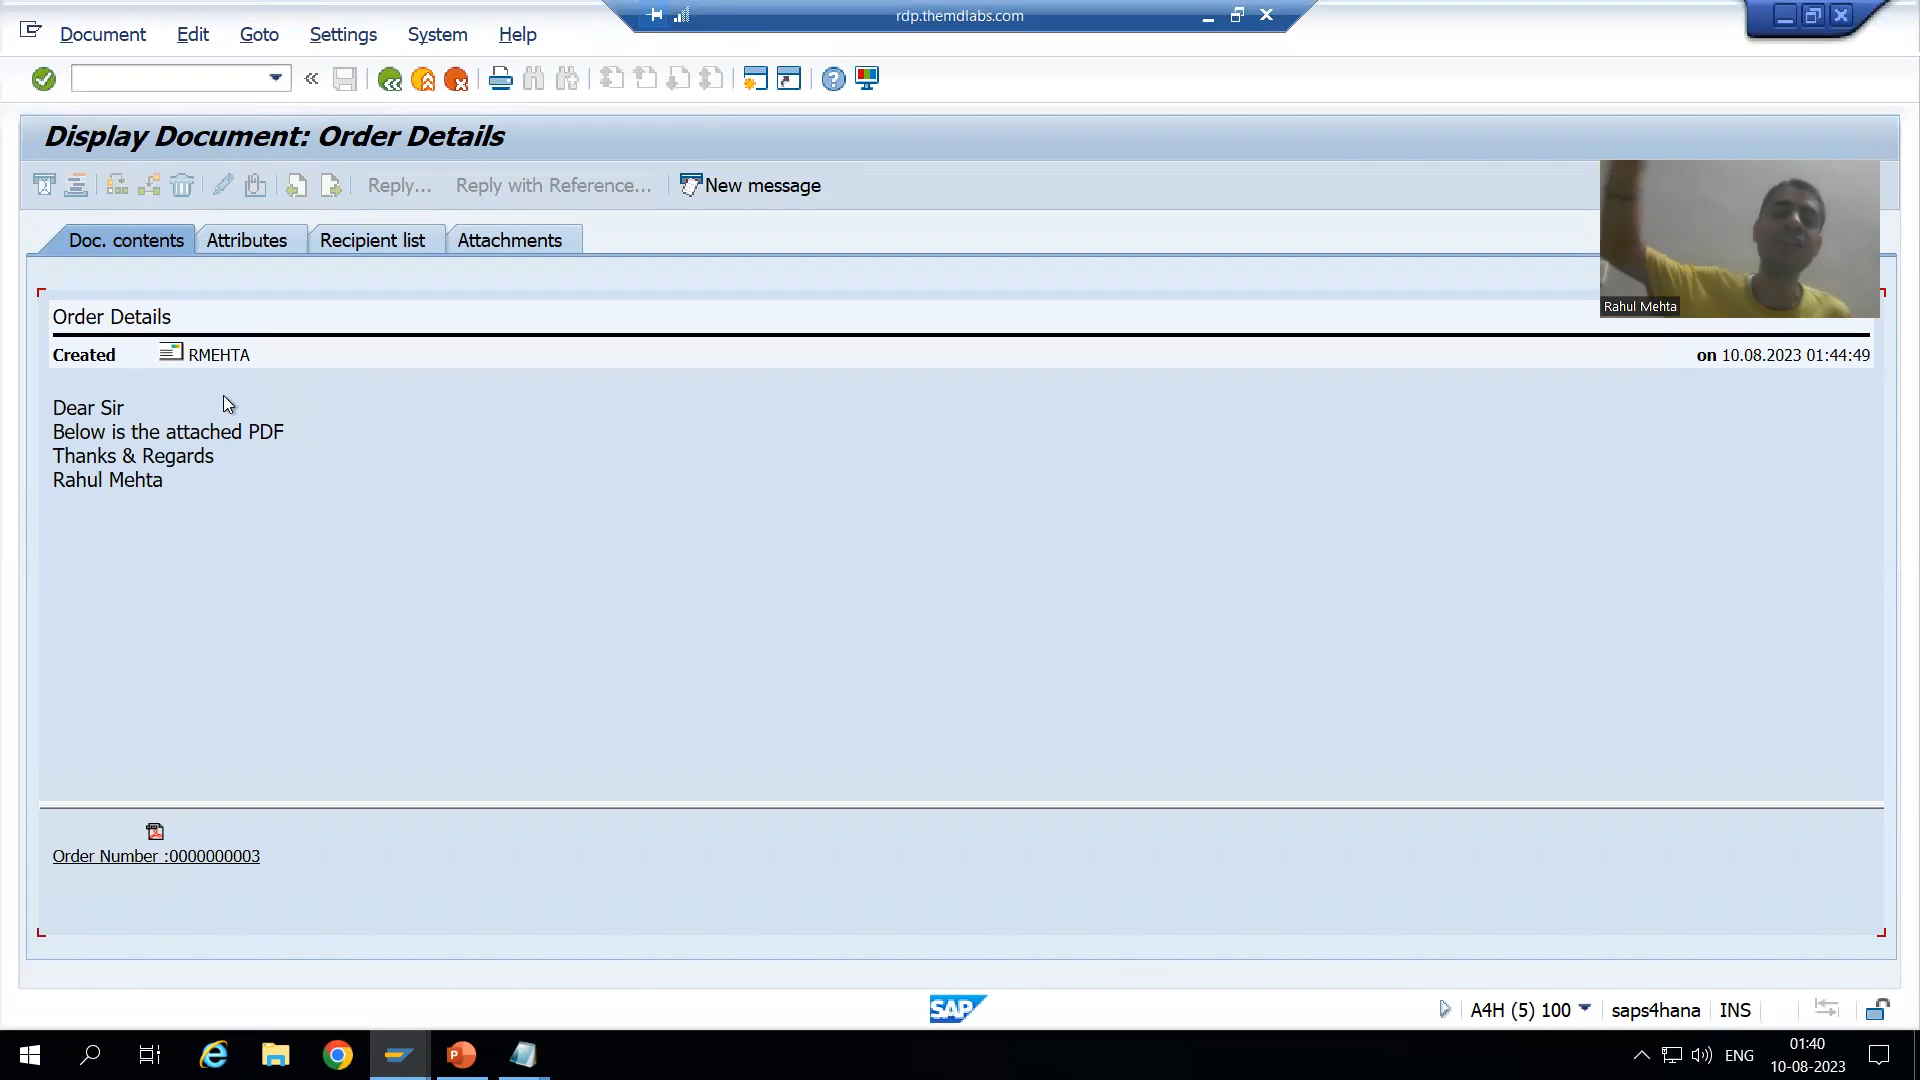 rdp.themdlabs.com
Document Edit Goto Settings System Help
Display Document: Order Details
Reply... Reply with Reference... New message
Doc. contents Attributes Recipient list Attachments
Rahul Mehta
Order Details
Created RMEHTA on 10.08.2023 01:44:49
Dear Sir
Below is the attached PDF
Thanks & Regards
Rahul Mehta
Order Number :0000000003
SAP
A4H (5) 100 saps4hana INS
ENG 01:40
10-08-2023